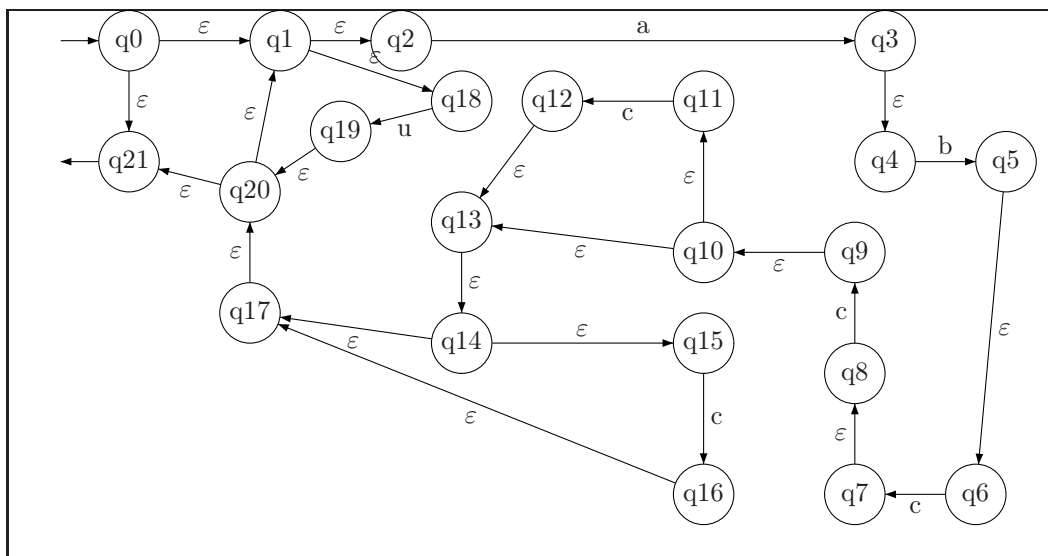 q0 ε q1 ε q2 a q3
ε
ε ε q18 q12 c q11 ε
ε q19 u
q21 ε q4 b q5
ε q20 ε ε
q13 ε
ε q10 ε q9
ε ε c
q17 ε q14 ε q15 ε
q8
ε c
ε
q16 q7 c q6